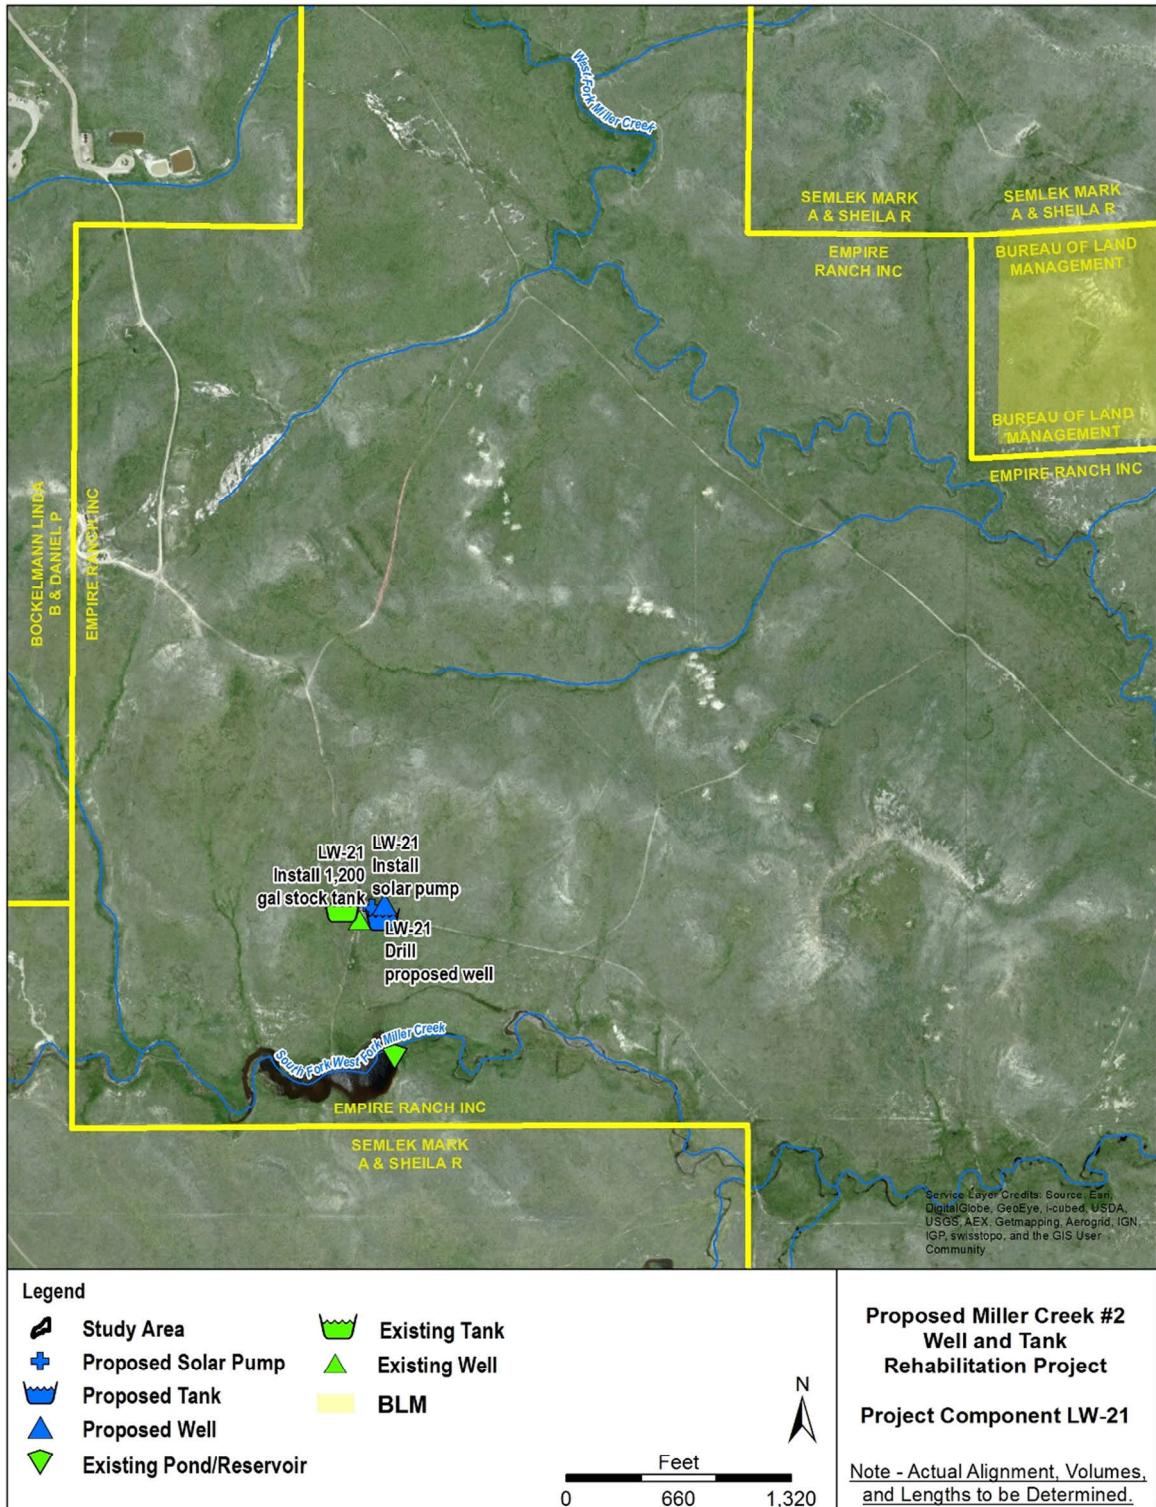 West Fork Miller Creek
SEMLEK MARK
A & SHEILA R
SEMLEK MARK
A & SHEILA R
EMPIRE
RANCH INC
BUREAU OF LAND
MANAGEMENT
BUREAU OF LAND
MANAGEMENT
EMPIRE RANCH INC
BOCKELMANN LINDA
B & DANIEL P
EMPIRE RANCH INC
LW-21
Install 1,200
gal stock tank
LW-21
Install
solar pump
LW-21
Drill
proposed well
South Fork West Fork Miller Creek
EMPIRE RANCH INC
SEMLEK MARK
A & SHEILA R
Service Layer Credits: Source: Esri,
DigitalGlobe, GeoEye, i-cubed, USDA,
USGS, AEX, Getmapping, Aerogrid, IGN,
IGP, swisstopo, and the GIS User
Community
Legend
Study Area
Proposed Solar Pump
Proposed Tank
Proposed Well
Existing Pond/Reservoir
Existing Tank
Existing Well
BLM
N
Feet
0 660 1,320
Proposed Miller Creek #2
Well and Tank
Rehabilitation Project
Project Component LW-21
Note - Actual Alignment, Volumes,
and Lengths to be Determined.